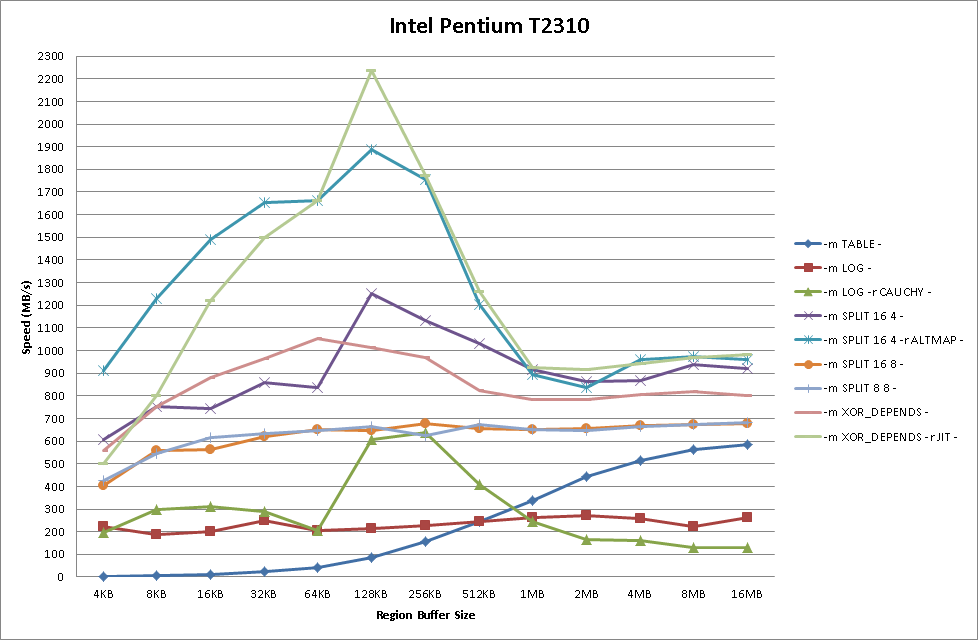 Intel Pentium T2310
2300
2200
2100
2000
1900
1800
1700
1600
1500
1400
1300
1200
1100
1000
900
800
700
600
500
400
300
200
100
0
Speed (MB/s)
4KB 8KB 16KB 32KB 64KB 128KB 256KB 512KB 1MB 2MB 4MB 8MB 16MB
Region Buffer Size
-m TABLE -
-m LOG -
-m LOG -r CAUCHY -
-m SPLIT 16 4 -
-m SPLIT 16 4 -r ALTMAP -
-m SPLIT 16 8 -
-m SPLIT 8 8 -
-m XOR_DEPENDS -
-m XOR_DEPENDS -r JIT -